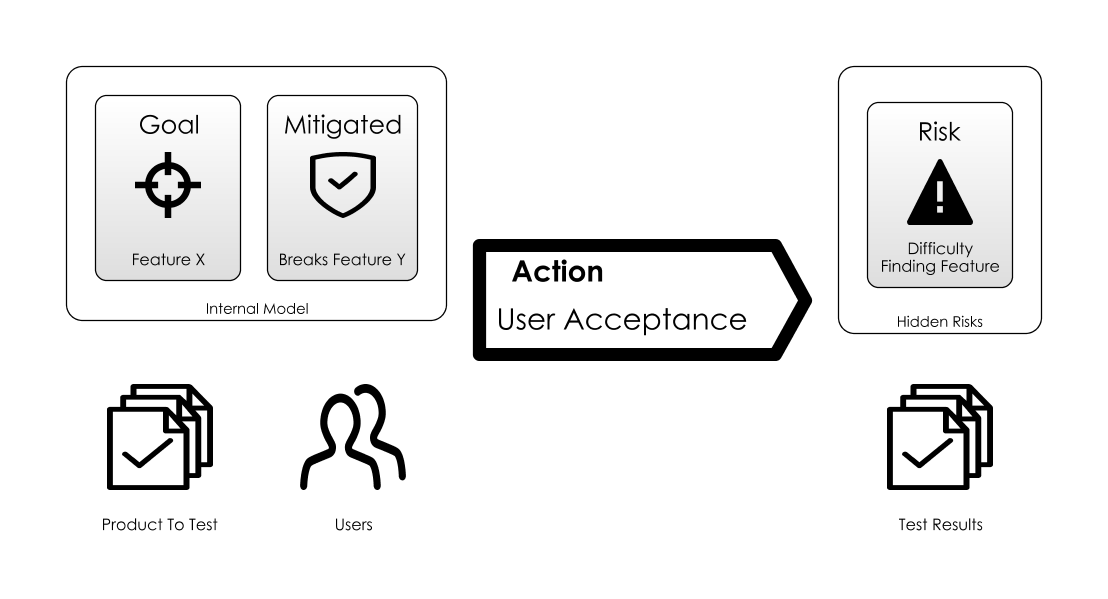 Goal
Feature X
Mitigated
Breaks Feature Y
Internal Model
Action
User Acceptance
Risk
Difficulty
Finding Feature
Hidden Risks
Product To Test
Users
Test Results